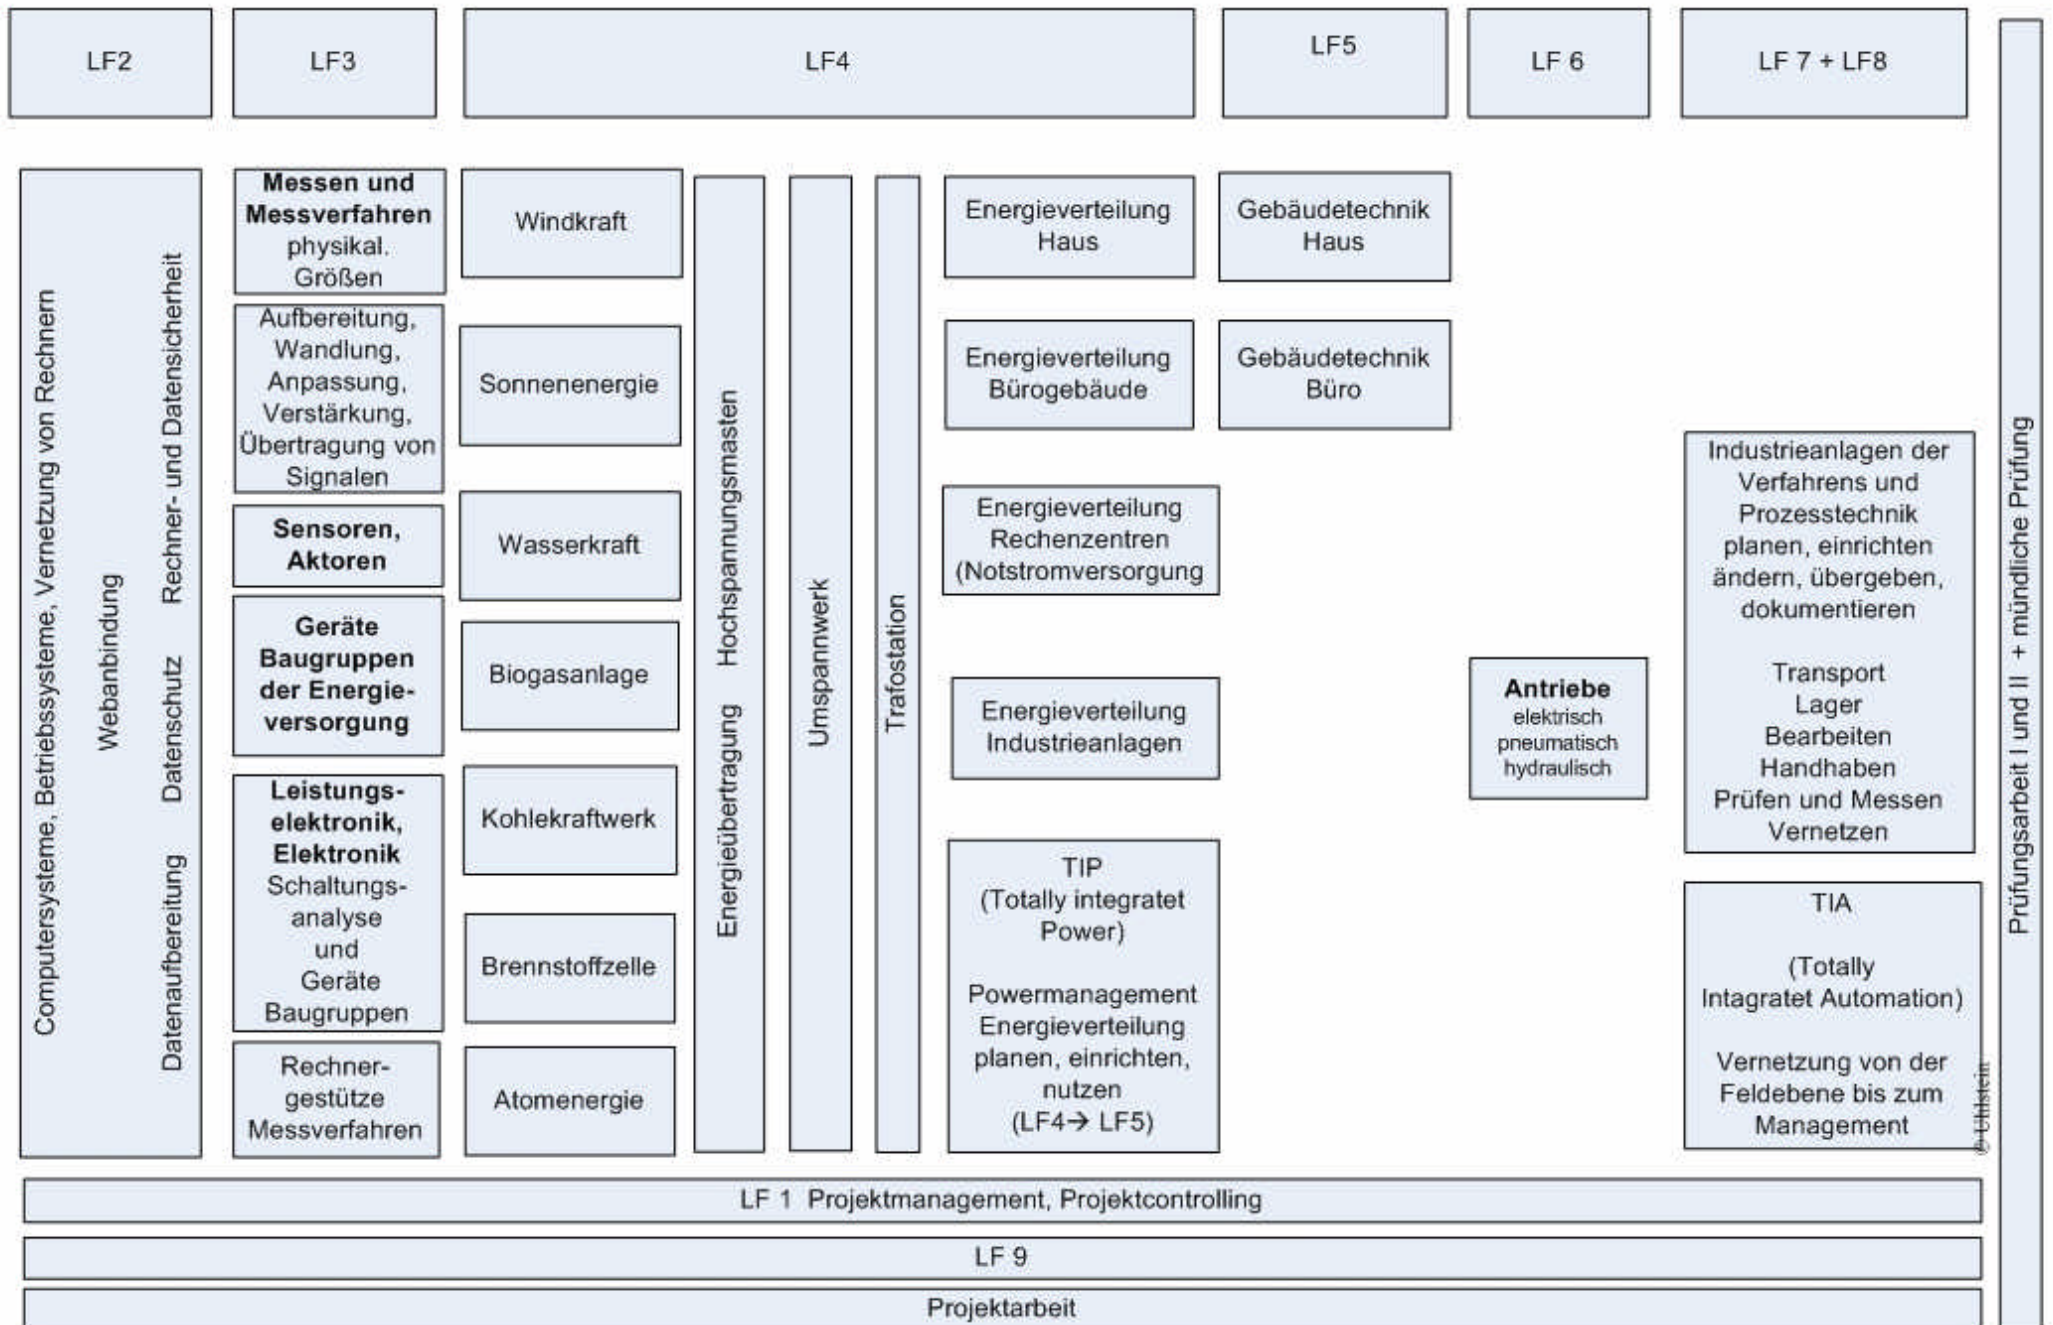 LF2
LF3
LF4
LF5
LF 6
LF 7 + LF8
Computersysteme, Betriebssysteme, Vernetzung von Rechnern
Webanbindung
Datenaufbereitung Datenschutz Rechner- und Datensicherheit
Messen und
Messverfahren
physikal.
Größen
Aufbereitung,
Wandlung,
Anpassung,
Verstärkung,
Übertragung von
Signalen
Sensoren,
Aktoren
Geräte
Baugruppen
der Energie-
versorgung
Leistungs-
elektronik,
Elektronik
Schaltungs-
analyse
und
Geräte
Baugruppen
Rechner-
gestütze
Messverfahren
Windkraft
Sonnenenergie
Wasserkraft
Biogasanlage
Kohlekraftwerk
Brennstoffzelle
Atomenergie
Energieübertragung Hochspannungsmasten
Umspannwerk
Trafostation
Energieverteilung
Haus
Energieverteilung
Bürogebäude
Energieverteilung
Rechenzentren
(Notstromversorgung
Energieverteilung
Industrieanlagen
TIP
(Totally integratet
Power)
Powermanagement
Energieverteilung
planen, einrichten,
nutzen
(LF4→ LF5)
Gebäudetechnik
Haus
Gebäudetechnik
Büro
Antriebe
elektrisch
pneumatisch
hydraulisch
Industrieanlagen der
Verfahrens und
Prozesstechnik
planen, einrichten
ändern, übergeben,
dokumentieren
Transport
Lager
Bearbeiten
Handhaben
Prüfen und Messen
Vernetzen
TIA
(Totally
Intagratet Automation)
Vernetzung von der
Feldebene bis zum
Management
® Uhlstein
Prüfungsarbeit I und II + mündliche Prüfung
LF 1 Projektmanagement, Projektcontrolling
LF 9
Projektarbeit